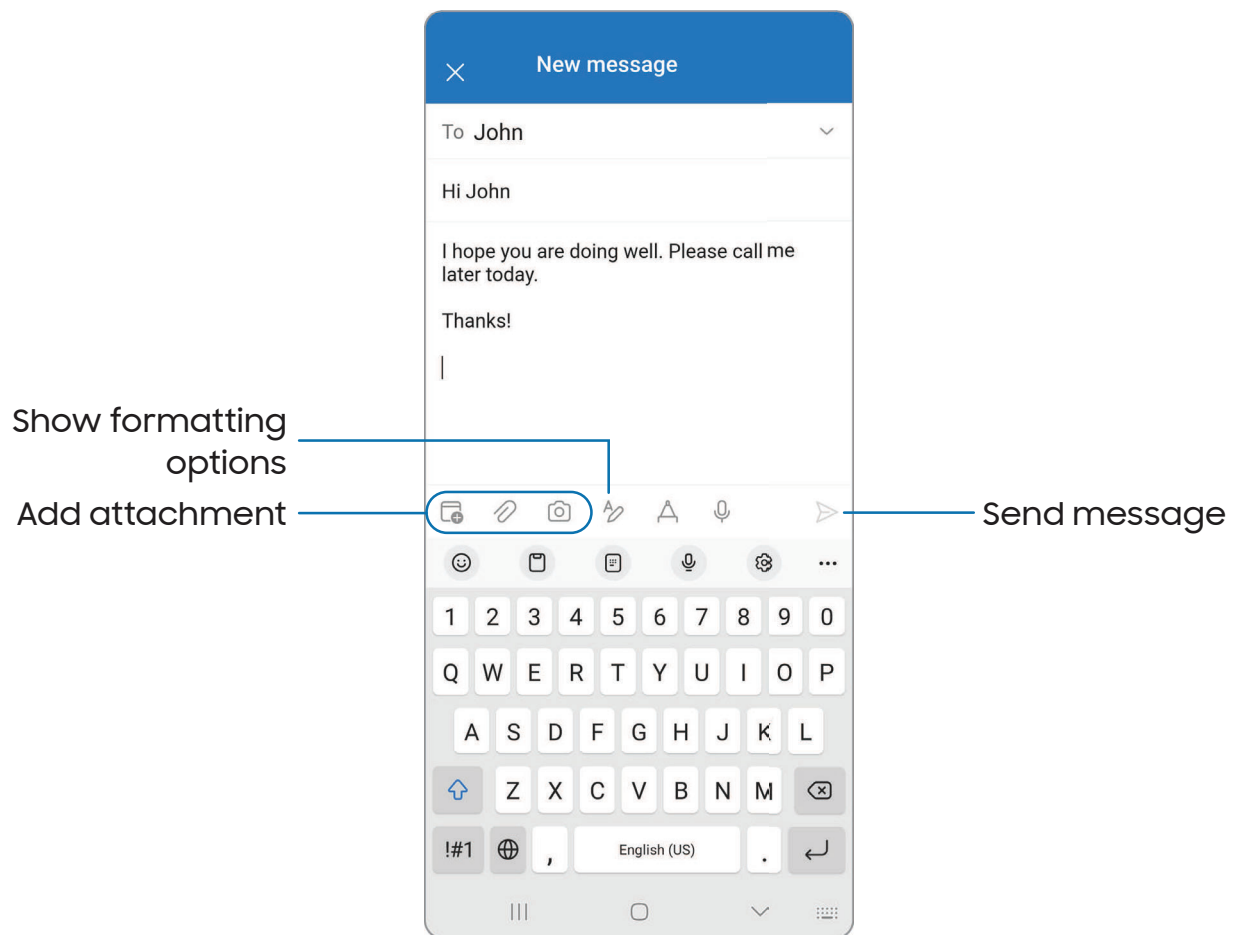 New message
To John
Hi John
I hope you are doing well. Please call me
later today.
Thanks!
Show formatting
options
Add attachment
Send message
1 2 3 4 5 6 7 8 9 0
Q W E R T Y U I O P
A S D F G H J K L
Z X C V B N M
!#1 , English (US) .